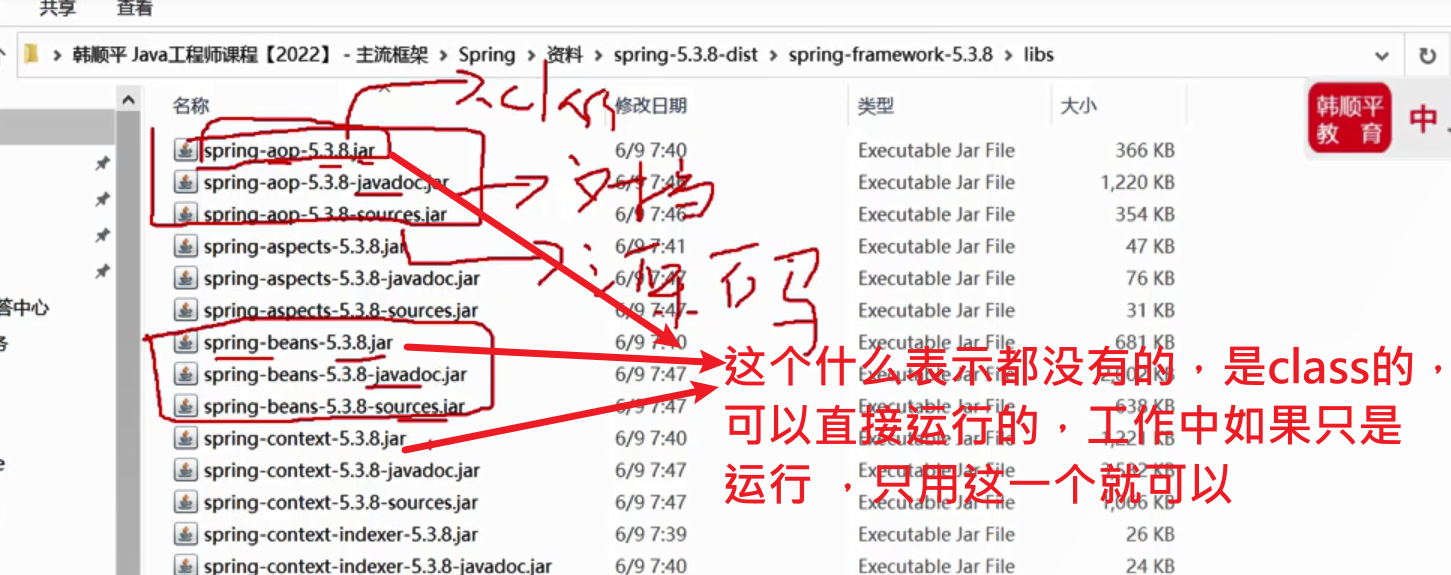 共享 查看
韩顺平 Java工程师课程【2022】 - 主流框架 > Spring > 资料 > spring-5.3.8-dist > spring-framework-5.3.8 > libs
名称 修改日期 类型 大小
韩顺平
教 育
中
spring-aop-5.3.8.jar 6/9 7:40 Executable Jar File 366 KB
spring-aop-5.3.8-javadoc.jar 6/9 7:46 Executable Jar File 1,220 KB
spring-aop-5.3.8-sources.jar 6/9 7:46 Executable Jar File 354 KB
spring-aspects-5.3.8.jar 6/9 7:41 Executable Jar File 47 KB
spring-aspects-5.3.8-javadoc.jar 6/9 7:47 Executable Jar File 76 KB
spring-aspects-5.3.8-sources.jar 6/9 7:47 Executable Jar File 31 KB
spring-beans-5.3.8.jar 6/9 7:40 Executable Jar File 681 KB
spring-beans-5.3.8-javadoc.jar 6/9 7:47 Executable Jar File
spring-beans-5.3.8-sources.jar 6/9 7:47 Executable Jar File 638 KB
spring-context-5.3.8.jar 6/9 7:40 Executable Jar File
spring-context-5.3.8-javadoc.jar 6/9 7:47 Executable Jar File
spring-context-5.3.8-sources.jar 6/9 7:47 Executable Jar File
spring-context-indexer-5.3.8.jar 6/9 7:39 Executable Jar File 26 KB
spring-context-indexer-5.3.8-javadoc.jar 6/9 7:40 Executable Jar File 24 KB
答中心
务
class
文档
源码
这个什么表示都没有的，是class的，
可以直接运行的，工作中如果只是
运行 ，只用这一个就可以